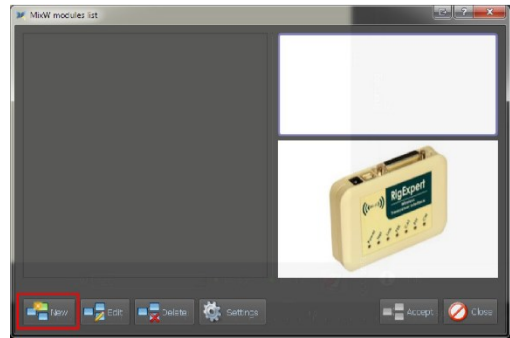 MixW modules list
RigExpert
New
Edit
Delete
Settings
Accept
Close